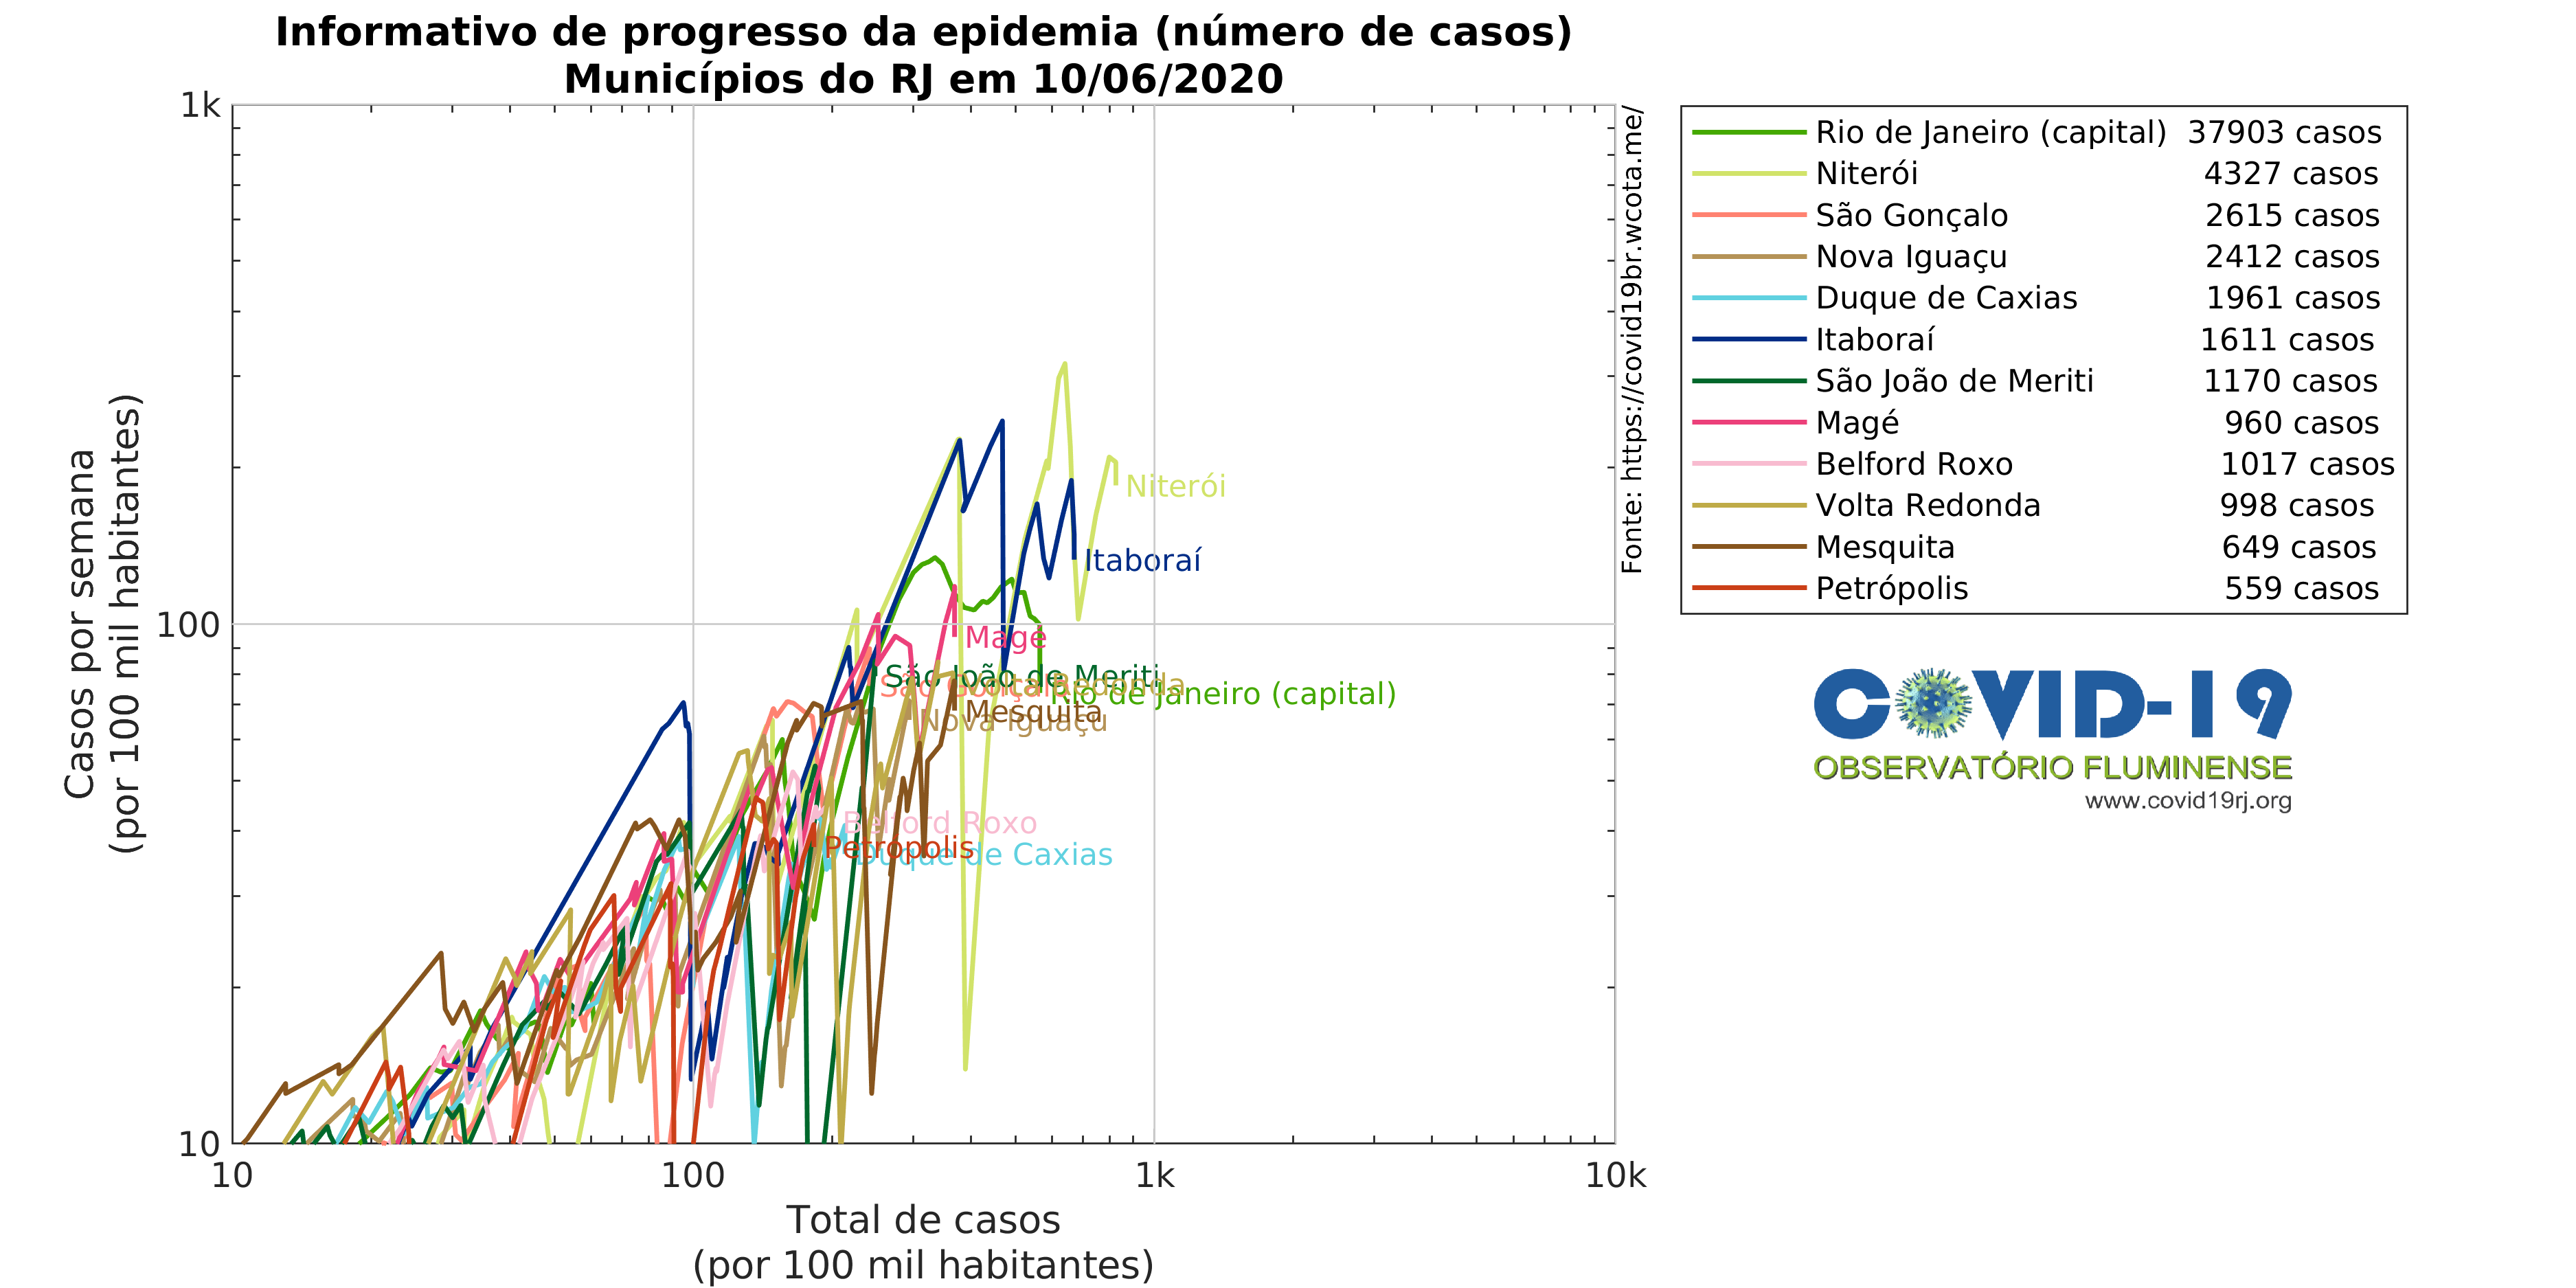 Informativo de progresso da epidemia (número de casos)
Municípios do RJ em 10/06/2020
1k
100
10
Casos por semana
(por 100 mil habitantes)
10
100
1k
10k
Total de casos
(por 100 mil habitantes)
Niterói
Itaboraí
Magé
São João de Meriti
São Gonçalo
Volta Redonda
Rio de Janeiro (capital)
Mesquita
Nova Iguaçu
Belford Roxo
Petrópolis
Duque de Caxias
Fonte: https://covid19br.wcota.me/
Rio de Janeiro (capital) 37903 casos
Niterói 4327 casos
São Gonçalo 2615 casos
Nova Iguaçu 2412 casos
Duque de Caxias 1961 casos
Itaboraí 1611 casos
São João de Meriti 1170 casos
Magé 960 casos
Belford Roxo 1017 casos
Volta Redonda 998 casos
Mesquita 649 casos
Petrópolis 559 casos
COVID-19
OBSERVATÓRIO FLUMINENSE
www.covid19rj.org